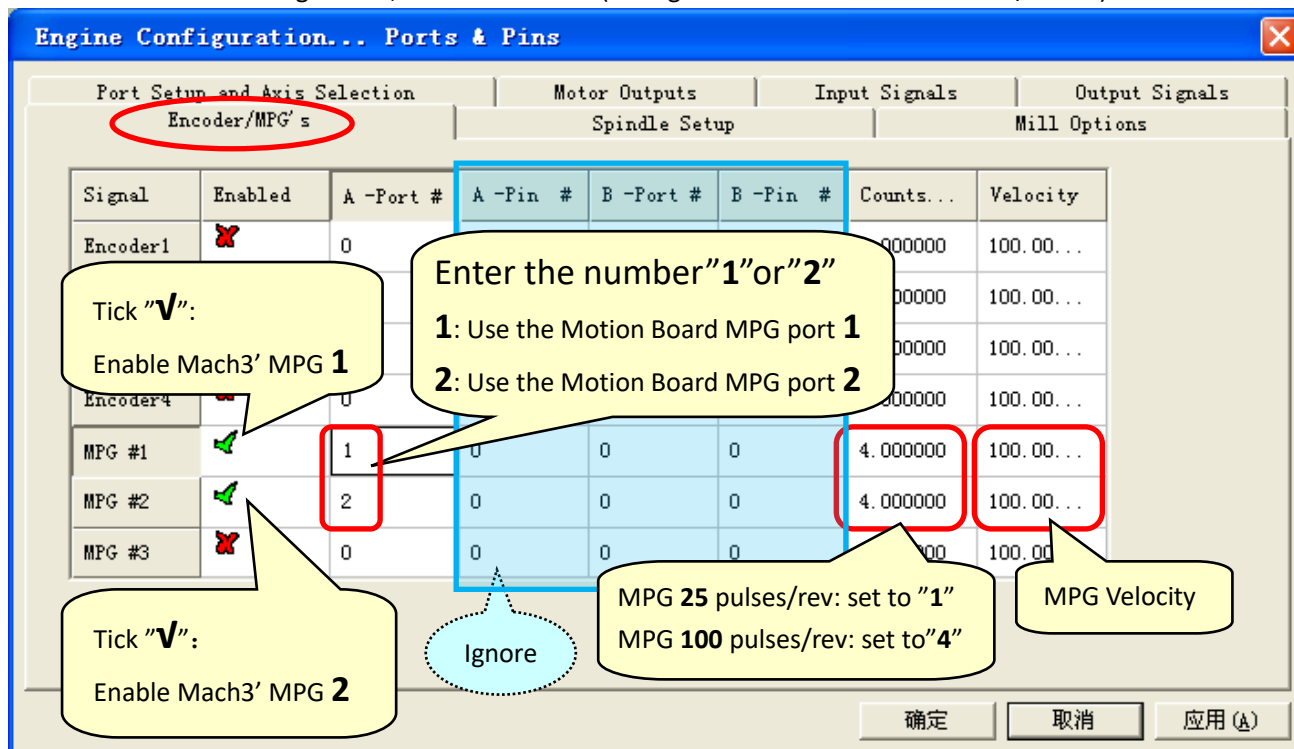 Engine Configuration... Ports & Pins
Port Setup and Axis Selection
Motor Outputs
Input Signals
Output Signals
Encoder/MPG's
Spindle Setup
Mill Options
Signal Enabled A -Port # A -Pin # B -Port # B -Pin # Counts... Velocity
Encoder1 0 000000 100.00...
00000 100.00...
00000 100.00...
Encoder4 0 000000 100.00...
MPG #1 1 0 0 0 4.000000 100.00...
MPG #2 2 0 0 0 4.000000 100.00...
MPG #3 0 0 0 0 000 100.00
Tick "√":
Enable Mach3' MPG 1
Enter the number"1"or"2"
1: Use the Motion Board MPG port 1
2: Use the Motion Board MPG port 2
Tick "√":
Enable Mach3' MPG 2
Ignore
MPG 25 pulses/rev: set to "1"
MPG 100 pulses/rev: set to"4"
MPG Velocity
确定 取消 应用(A)